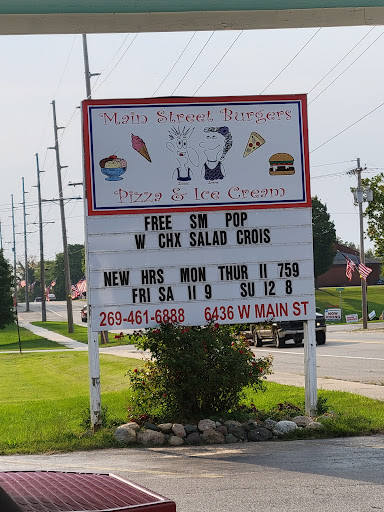 Main Street Burgers
Pizza & Ice Cream
FREE SM POP
W CHX SALAD CROIS
NEW HRS MON THUR 11 759
FRI SA 11 9 SU 12 8
269-461-6888 6436 W MAIN ST